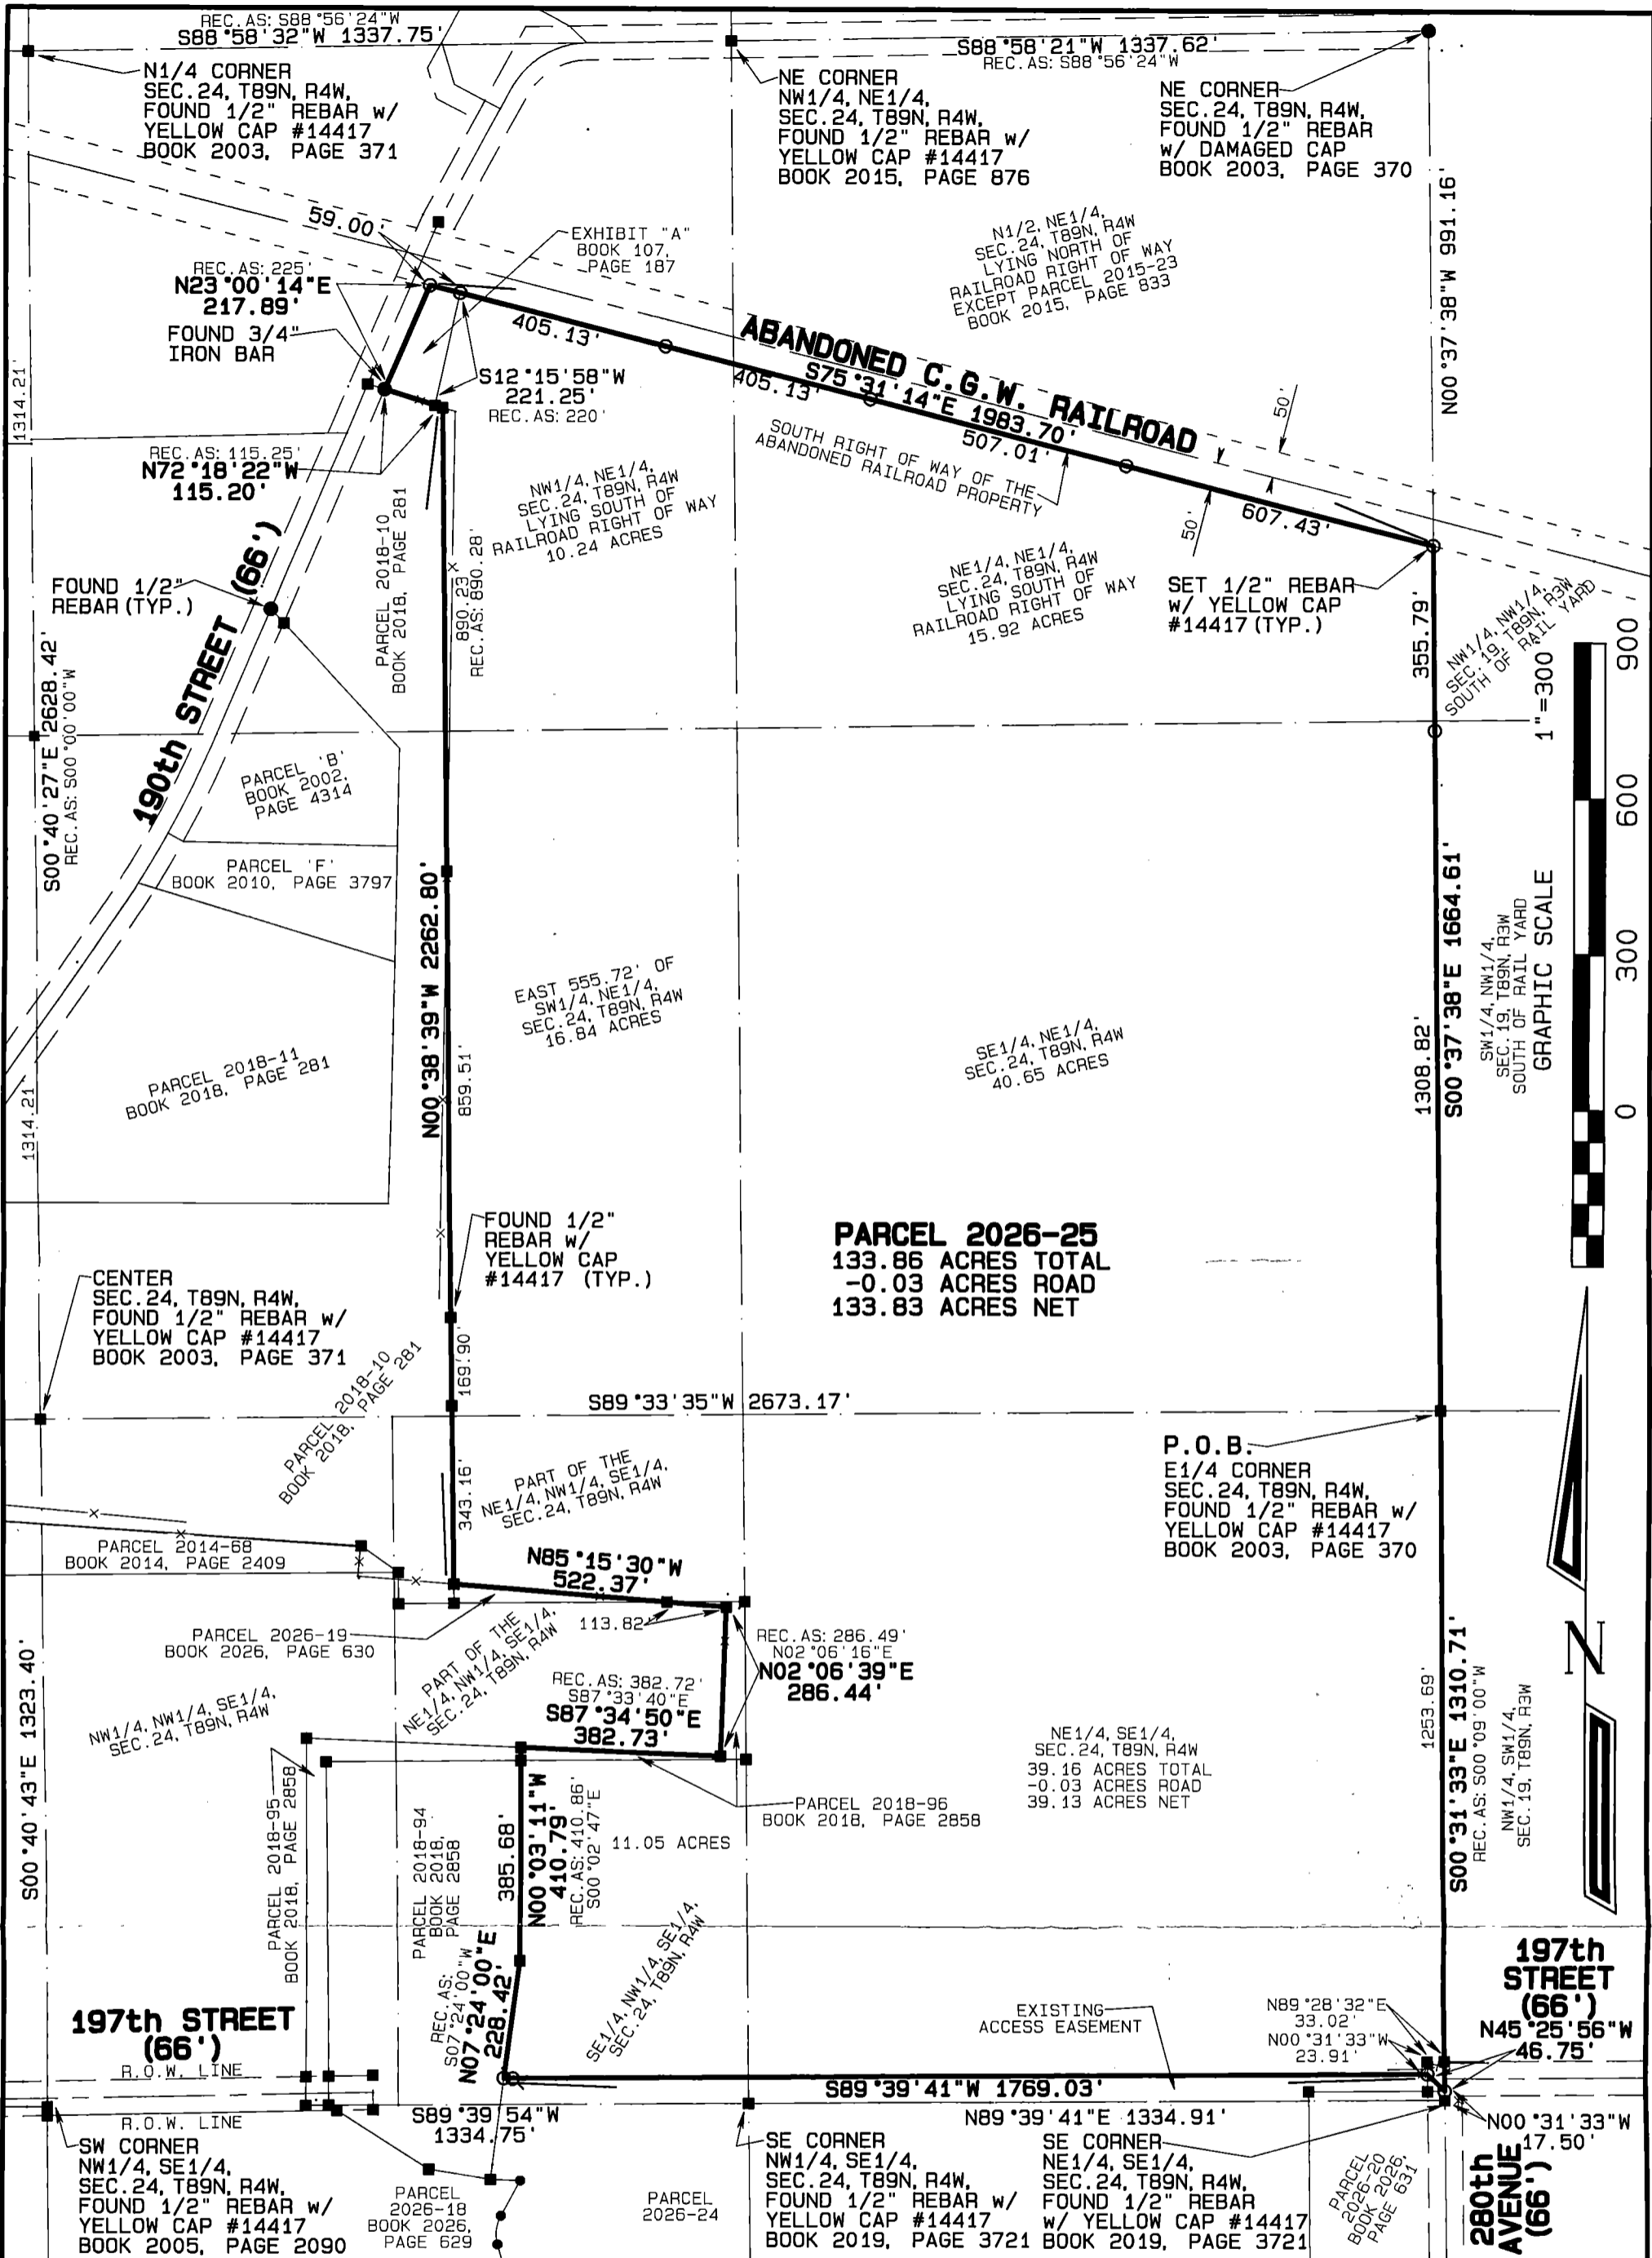 REC. AS: S88°56'24"W
S88°58'32"W 1337.75'
S88°58'21"W 1337.62'
REC. AS: S88°56'24"W
N1/4 CORNER
SEC.24, T89N, R4W,
FOUND 1/2" REBAR w/
YELLOW CAP #14417
BOOK 2003, PAGE 371
NE CORNER
NW1/4, NE1/4,
SEC.24, T89N, R4W,
FOUND 1/2" REBAR w/
YELLOW CAP #14417
BOOK 2015, PAGE 876
NE CORNER
SEC.24, T89N, R4W,
FOUND 1/2" REBAR
w/ DAMAGED CAP
BOOK 2003, PAGE 370
N00°37'38"W 991.16'
59.00'
EXHIBIT "A"
BOOK 107,
PAGE 187
N1/2, NE1/4,
SEC.24, T89N, R4W
LYING NORTH OF
RAILROAD RIGHT OF WAY
EXCEPT PARCEL 2015-23
BOOK 2015, PAGE 833
REC. AS: 225'
N23°00'14"E
217.89'
FOUND 3/4"
IRON BAR
405.13'
ABANDONED C.G.W. RAILROAD
S75°31'14"E 1983.70'
405.13'
507.01'
607.43'
50'
50'
S12°15'58"W
221.25'
REC. AS: 220'
1314.21'
REC. AS: 115.25'
N72°18'22"W
115.20'
SOUTH RIGHT OF WAY OF THE
ABANDONED RAILROAD PROPERTY
NW1/4, NE1/4,
SEC.24, T89N, R4W
LYING SOUTH OF
RAILROAD RIGHT OF WAY
10.24 ACRES
PARCEL 2018-10
BOOK 2018, PAGE 281
890.23'
REC. AS: 890.28'
NE1/4, NE1/4,
SEC.24, T89N, R4W
LYING SOUTH OF
RAILROAD RIGHT OF WAY
15.92 ACRES
SET 1/2" REBAR
w/ YELLOW CAP
#14417 (TYP.)
FOUND 1/2"
REBAR (TYP.)
190th STREET (66')
355.79'
NW1/4, NW1/4,
SEC.19, T89N, R3W
SOUTH OF RAIL YARD
S00°40'27"E 2628.42'
REC. AS: S00°00'00"W
PARCEL 'B'
BOOK 2002,
PAGE 4314
PARCEL 'F'
BOOK 2010, PAGE 3797
1"=300'
GRAPHIC SCALE
0 300 600 900
N00°38'39"W 2262.80'
859.51'
EAST 555.72' OF
SW1/4, NE1/4,
SEC.24, T89N, R4W
16.84 ACRES
SE1/4, NE1/4,
SEC.24, T89N, R4W
40.65 ACRES
1308.82'
S00°37'38"E 1664.61'
SW1/4, NW1/4,
SEC.19, T89N, R3W
SOUTH OF RAIL YARD
PARCEL 2018-11
BOOK 2018, PAGE 281
1314.21'
FOUND 1/2"
REBAR w/
YELLOW CAP
#14417 (TYP.)
PARCEL 2026-25
133.86 ACRES TOTAL
-0.03 ACRES ROAD
133.83 ACRES NET
CENTER
SEC.24, T89N, R4W,
FOUND 1/2" REBAR w/
YELLOW CAP #14417
BOOK 2003, PAGE 371
169.90'
PARCEL 2018-10
BOOK 2018, PAGE 281
S89°33'35"W 2673.17'
P.O.B.
E1/4 CORNER
SEC.24, T89N, R4W,
FOUND 1/2" REBAR w/
YELLOW CAP #14417
BOOK 2003, PAGE 370
343.16'
PART OF THE
NE1/4, NW1/4, SE1/4,
SEC.24, T89N, R4W
PARCEL 2014-68
BOOK 2014, PAGE 2409
N85°15'30"W
522.37'
113.82'
PARCEL 2026-19
BOOK 2026, PAGE 630
PART OF THE
NE1/4, NW1/4, SE1/4,
SEC.24, T89N, R4W
REC. AS: 286.49'
N02°06'16"E
N02°06'39"E
286.44'
S00°40'43"E 1323.40'
NW1/4, NW1/4, SE1/4,
SEC.24, T89N, R4W
REC. AS: 382.72'
S87°33'40"E
S87°34'50"E
382.73'
NE1/4, SE1/4,
SEC.24, T89N, R4W
39.16 ACRES TOTAL
-0.03 ACRES ROAD
39.13 ACRES NET
1253.69'
S00°31'33"E 1310.71'
REC. AS: S00°09'00"W
NW1/4, SW1/4,
SEC.19, T89N, R3W
N
PARCEL 2018-95
BOOK 2018, PAGE 2858
PARCEL 2018-94
BOOK 2018,
PAGE 2858
385.68'
N00°03'11"W
410.79'
REC. AS: 410.86'
S00°02'47"E
PARCEL 2018-96
BOOK 2018, PAGE 2858
11.05 ACRES
REC. AS:
S07°24'00"W
N07°24'00"E
228.42'
SE1/4, NW1/4, SE1/4,
SEC.24, T89N, R4W
197th STREET
(66')
R.O.W. LINE
R.O.W. LINE
EXISTING
ACCESS EASEMENT
N89°28'32"E
33.02'
N00°31'33"W
23.91'
197th
STREET
(66')
N45°25'56"W
46.75'
S89°39'41"W 1769.03'
S89°39'54"W
1334.75'
N89°39'41"E 1334.91'
N00°31'33"W
17.50'
SW CORNER
NW1/4, SE1/4,
SEC.24, T89N, R4W,
FOUND 1/2" REBAR w/
YELLOW CAP #14417
BOOK 2005, PAGE 2090
PARCEL
2026-18
BOOK 2026,
PAGE 629
PARCEL
2026-24
SE CORNER
NW1/4, SE1/4,
SEC.24, T89N, R4W,
FOUND 1/2" REBAR w/
YELLOW CAP #14417
BOOK 2019, PAGE 3721
SE CORNER
NE1/4, SE1/4,
SEC.24, T89N, R4W,
FOUND 1/2" REBAR
w/ YELLOW CAP #14417
BOOK 2019, PAGE 3721
PARCEL
2026-20
BOOK 2026,
PAGE 631
280th
AVENUE
(66')